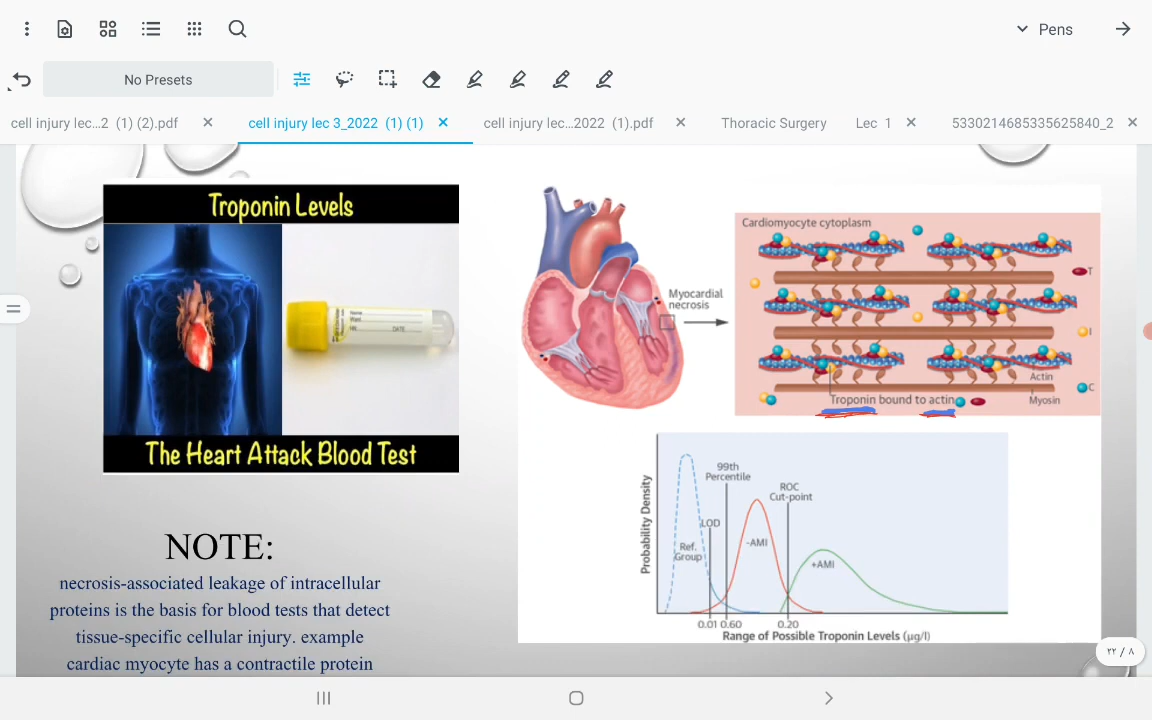 Pens
No Presets
cell injury lec...2 (1) (2).pdf
cell injury lec 3_2022 (1) (1)
cell injury lec...2022 (1).pdf
Thoracic Surgery Lec 1
5330214685335625840_2
Troponin Levels
The Heart Attack Blood Test
Name
DATE
Myocardial
necrosis
Cardiomyocyte cytoplasm
T
I
C
Actin
Myosin
Troponin bound to actin
Probability Density
Ref.
Group
LOD
99th
Percentile
-AMI
ROC
Cut-point
+AMI
0.01 0.60 0.20
Range of Possible Troponin Levels (μg/l)
NOTE:
necrosis-associated leakage of intracellular
proteins is the basis for blood tests that detect
tissue-specific cellular injury. example
cardiac myocyte has a contractile protein
٢٢ / ٨